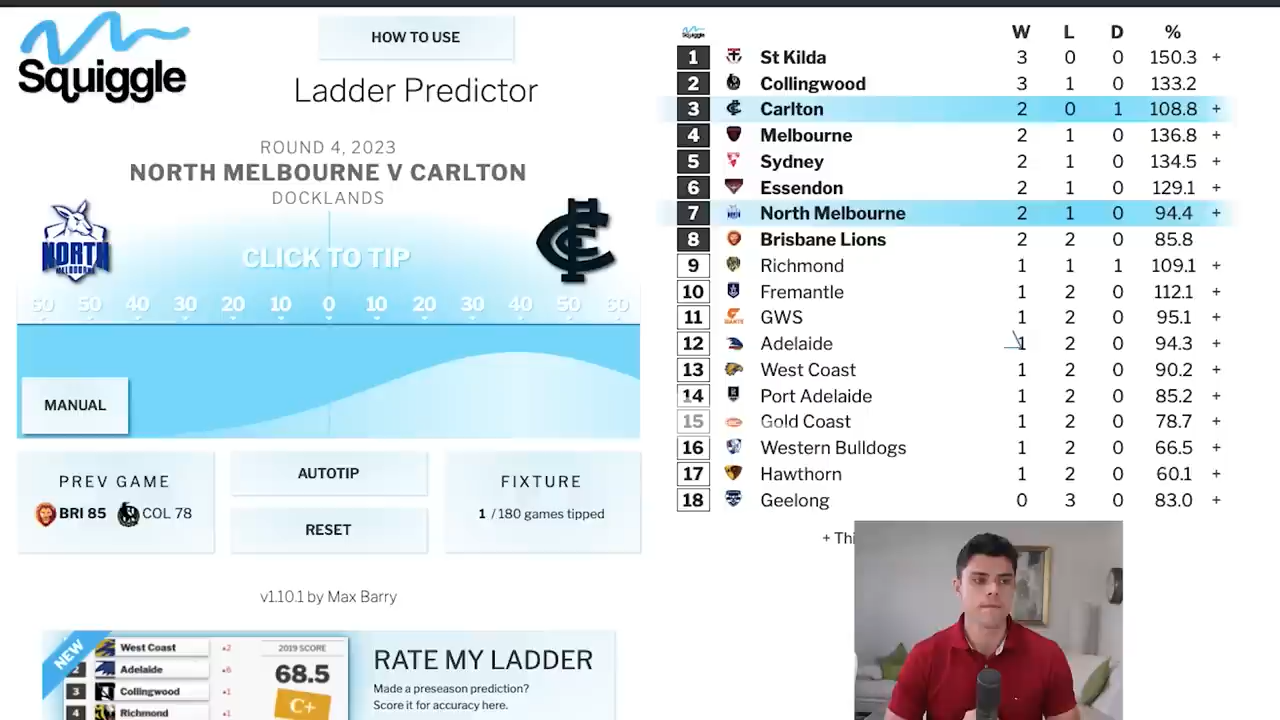 Squiggle
HOW TO USE
Ladder Predictor
ROUND 4, 2023
NORTH MELBOURNE V CARLTON
DOCKLANDS
NORTH
MELBOURNE
CLICK TO TIP
60 50 40 30 20 10 0 10 20 30 40 50 60
MANUAL
PREV GAME
BRI 85 COL 78
AUTOTIP
RESET
FIXTURE
1 / 180 games tipped
v1.10.1 by Max Barry
NEW
West Coast
2 Adelaide
3 Collingwood
4 Richmond
2019 SCORE
68.5
C+
RATE MY LADDER
Made a preseason prediction?
Score it for accuracy here.
Squiggle W L D %
1 St Kilda 3 0 0 150.3 +
2 Collingwood 3 1 0 133.2
3 Carlton 2 0 1 108.8 +
4 Melbourne 2 1 0 136.8 +
5 Sydney 2 1 0 134.5 +
6 Essendon 2 1 0 129.1 +
7 North Melbourne 2 1 0 94.4 +
8 Brisbane Lions 2 2 0 85.8
9 Richmond 1 1 1 109.1 +
10 Fremantle 1 2 0 112.1 +
11 GWS 1 2 0 95.1 +
12 Adelaide 1 2 0 94.3 +
13 West Coast 1 2 0 90.2 +
14 Port Adelaide 1 2 0 85.2 +
15 Gold Coast 1 2 0 78.7 +
16 Western Bulldogs 1 2 0 66.5 +
17 Hawthorn 1 2 0 60.1 +
18 Geelong 0 3 0 83.0 +
+ Thi